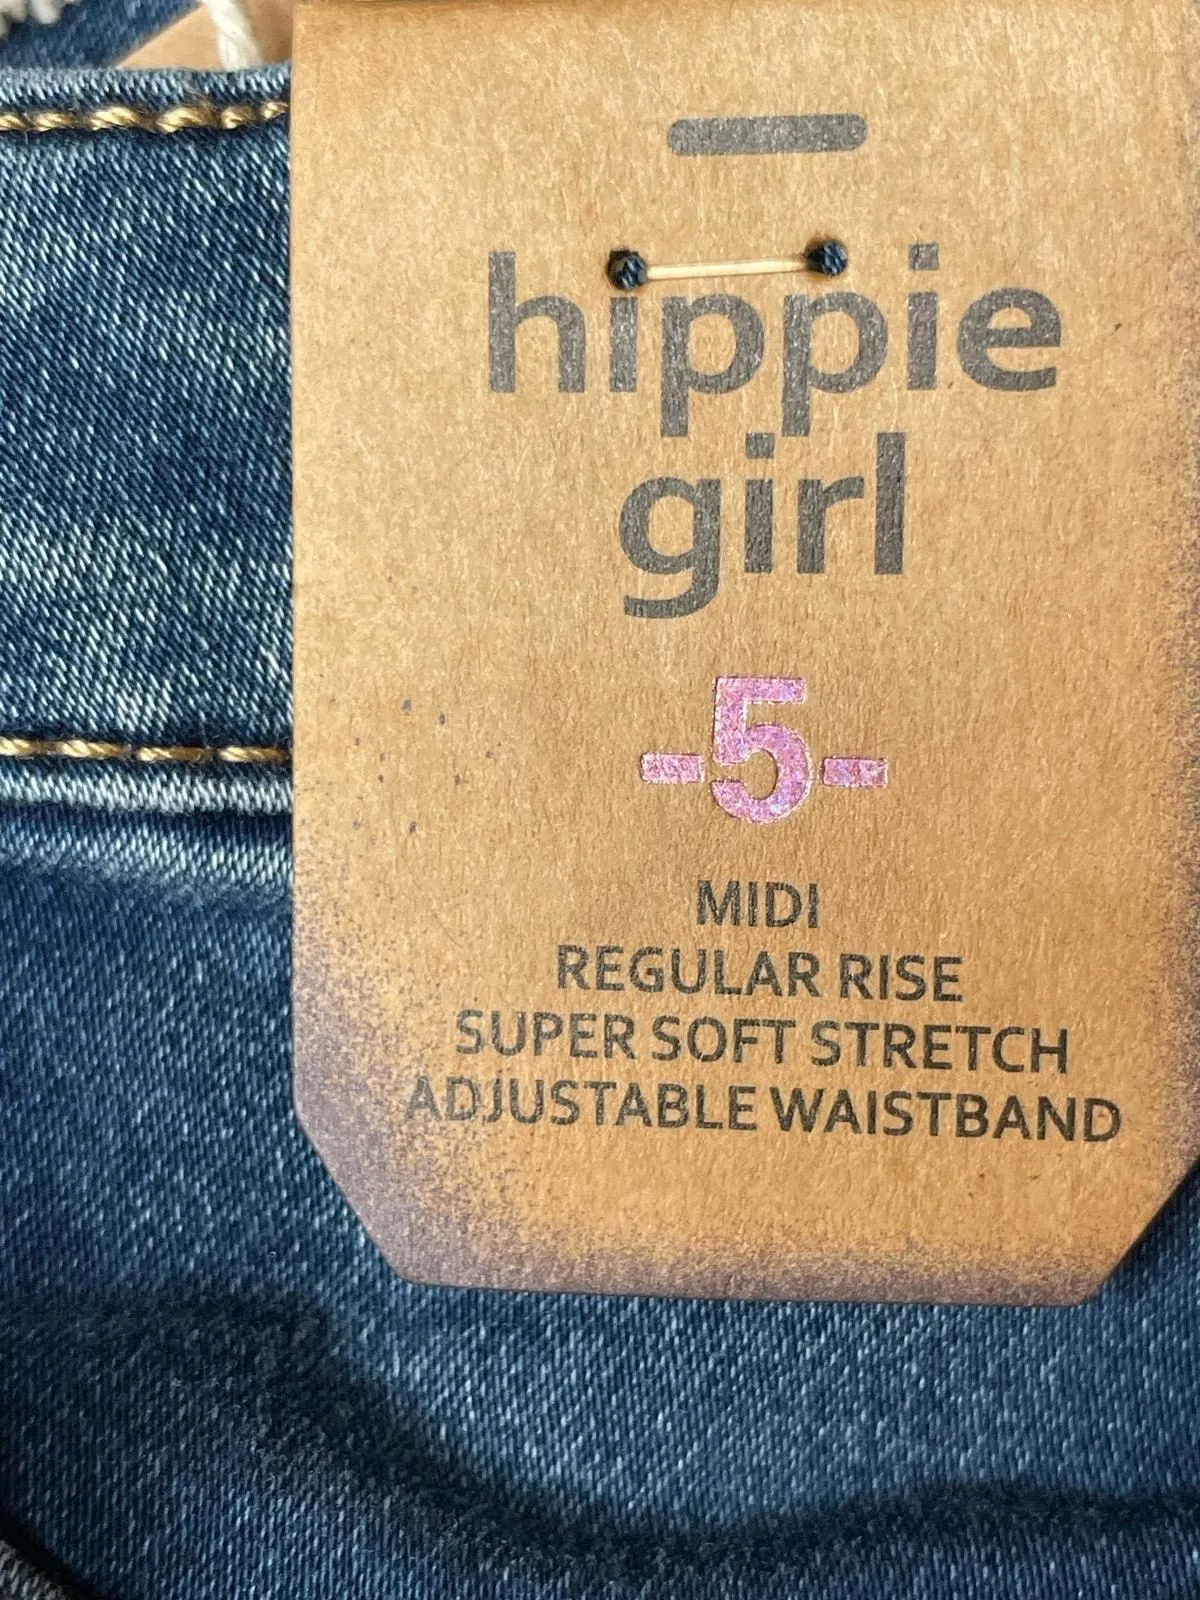 hippie
girl
-5-
MIDI
REGULAR RISE
SUPER SOFT STRETCH
ADJUSTABLE WAISTBAND